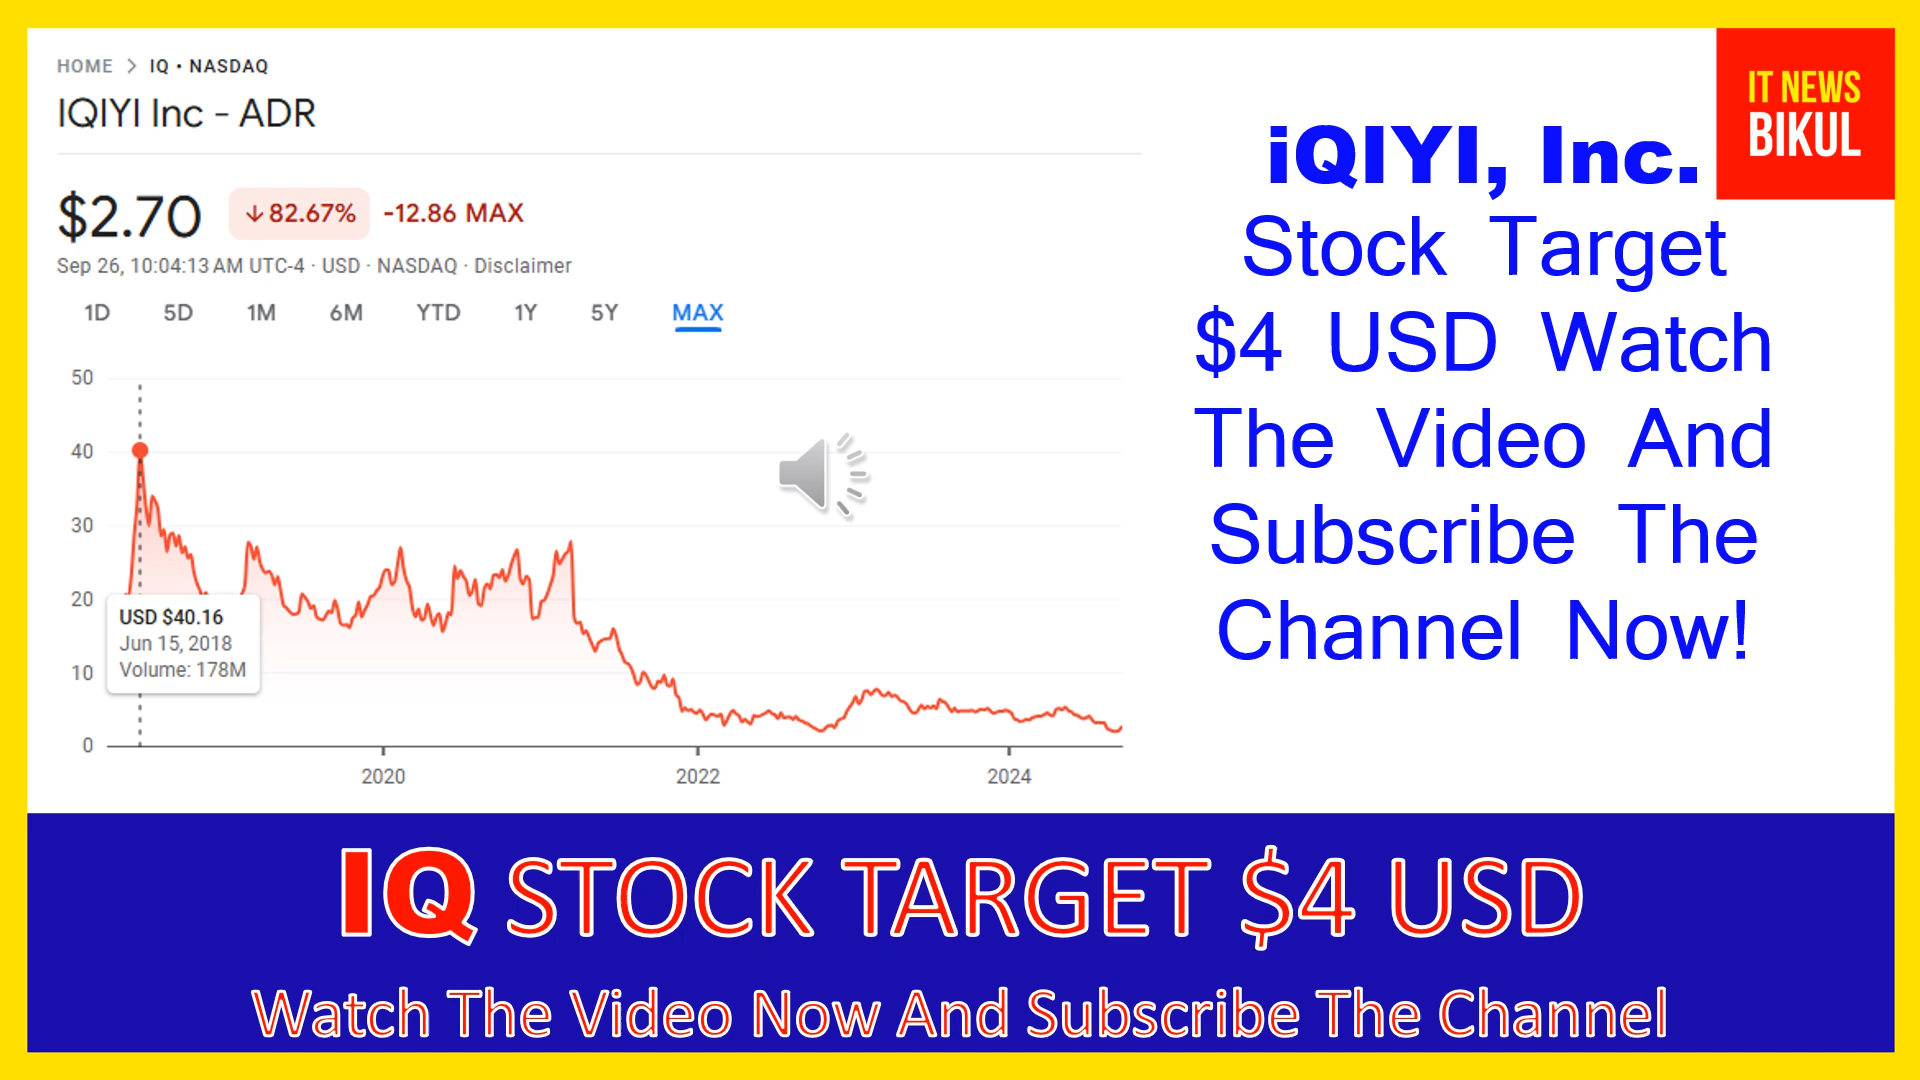 HOME > IQ • NASDAQ
IQIYI Inc - ADR
$2.70 ↓82.67% -12.86 MAX
Sep 26, 10:04:13 AM UTC-4 · USD · NASDAQ · Disclaimer
1D 5D 1M 6M YTD 1Y 5Y MAX
50
40
30
20
10
0
USD $40.16
Jun 15, 2018
Volume: 178M
2020 2022 2024
IT NEWS
BIKUL
iQIYI, Inc.
Stock Target
$4 USD Watch
The Video And
Subscribe The
Channel Now!
IQ STOCK TARGET $4 USD
Watch The Video Now And Subscribe The Channel